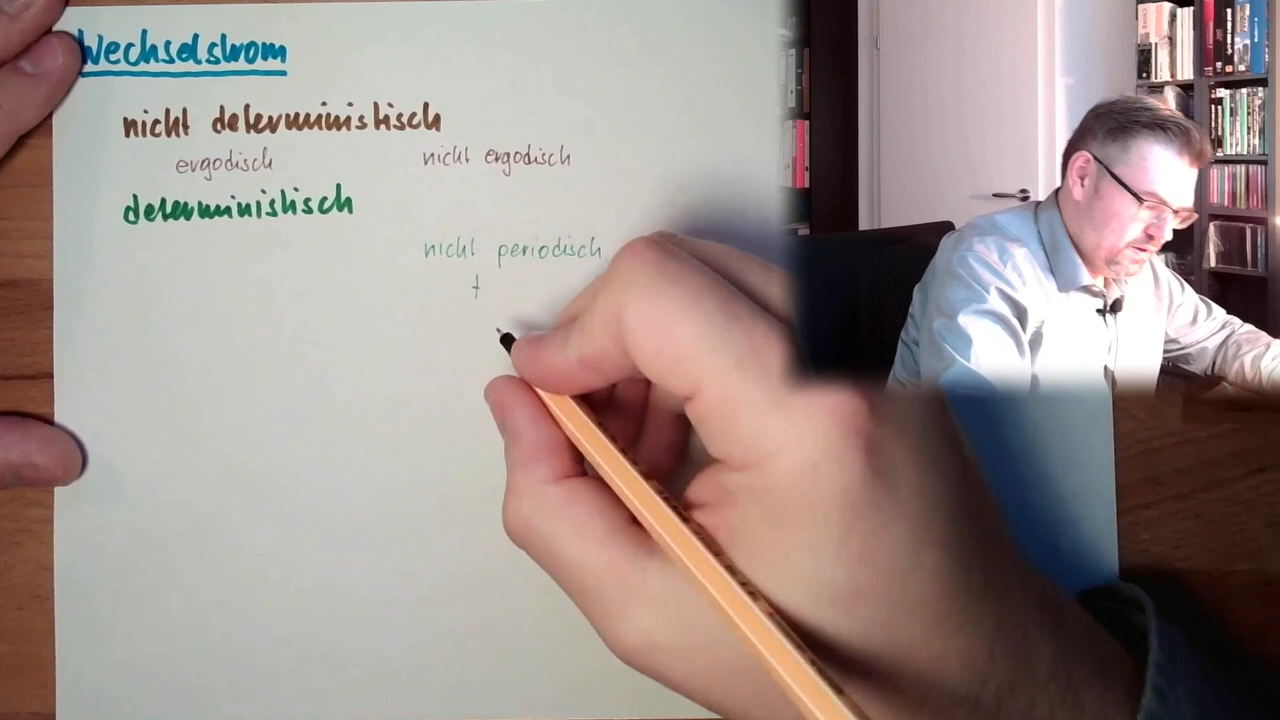 Wechselstrom
nicht deterministisch
ergodisch nicht ergodisch
deterministisch
nicht periodisch
t